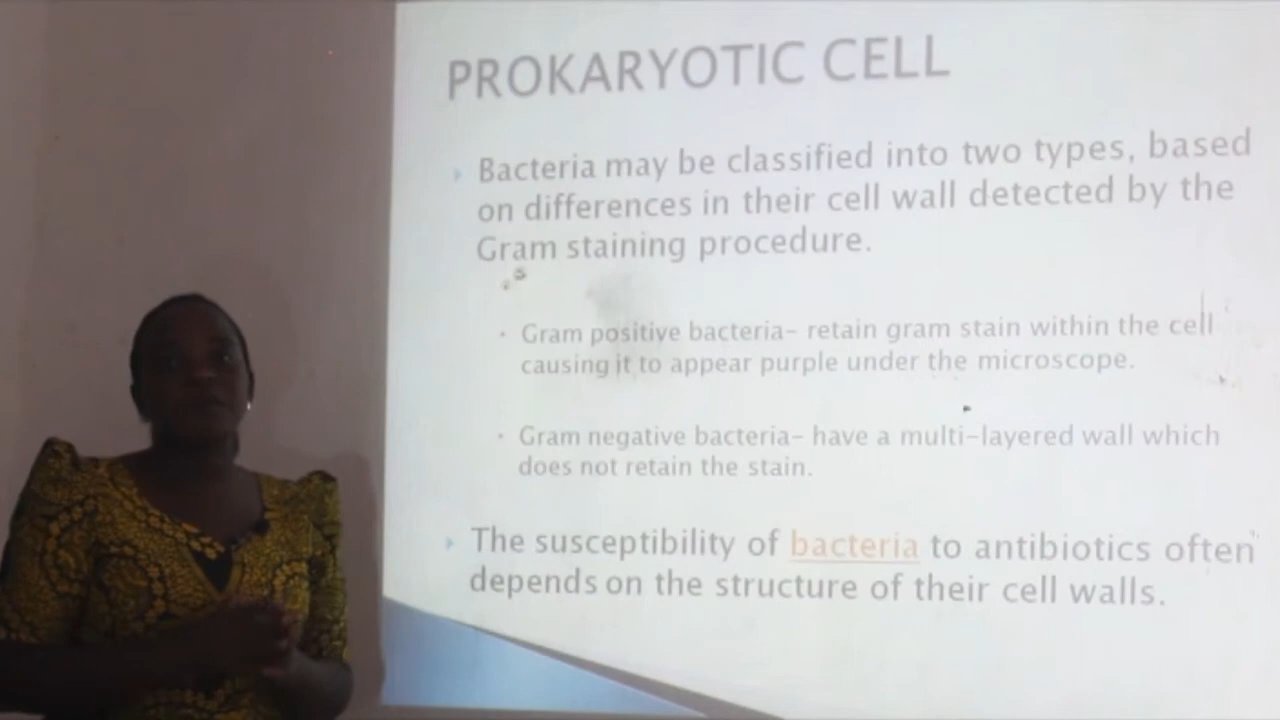 PROKARYOTIC CELL
Bacteria may be classified into two types, based
on differences in their cell wall detected by the
Gram staining procedure.
Gram positive bacteria– retain gram stain within the cell
causing it to appear purple under the microscope.
Gram negative bacteria– have a multi–layered wall which
does not retain the stain.
The susceptibility of bacteria to antibiotics often
depends on the structure of their cell walls.